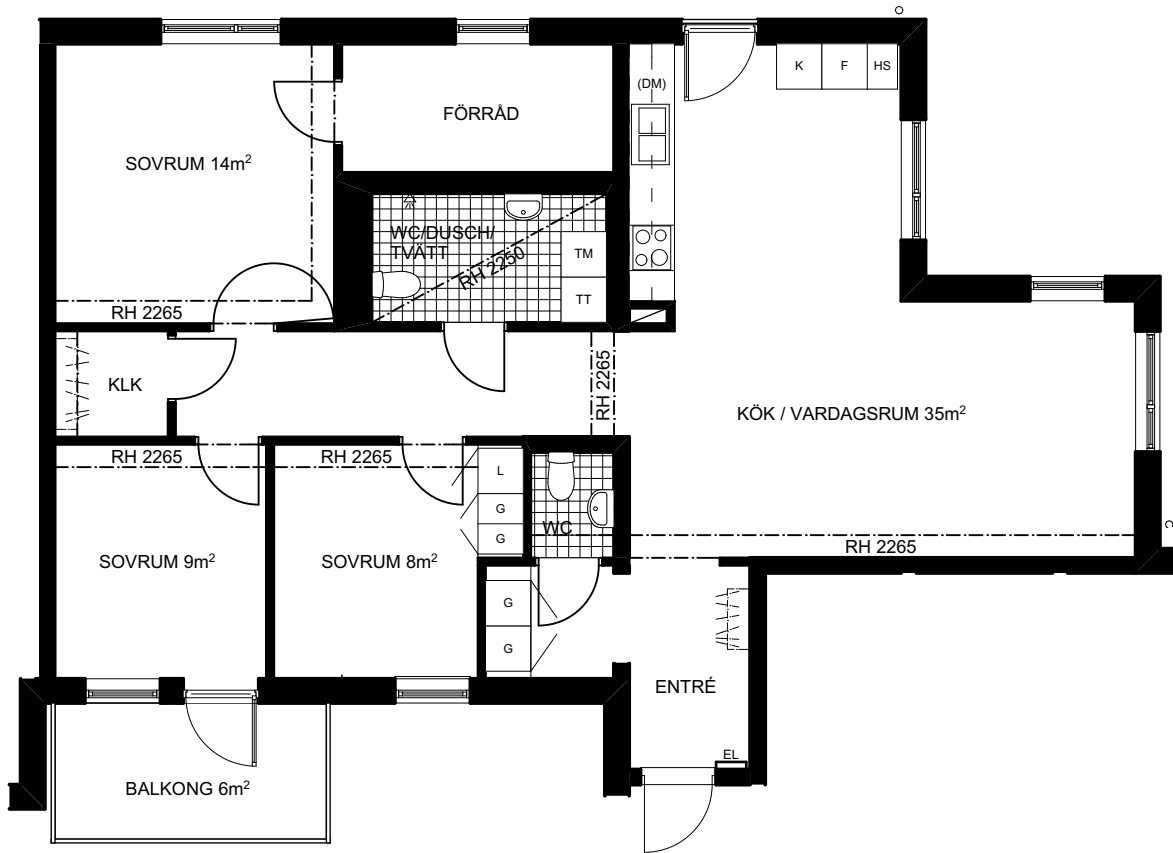 K
F
HS
(DM)
FÖRRÅD
SOVRUM 14m²
WC/DUSCH/
TVÄTT
RH 2250
TM
TT
RH 2265
KLK
RH 2265
KÖK / VARDAGSRUM 35m²
RH 2265
RH 2265
L
G
G
WC
RH 2265
SOVRUM 9m²
SOVRUM 8m²
G
G
ENTRÉ
EL
BALKONG 6m²